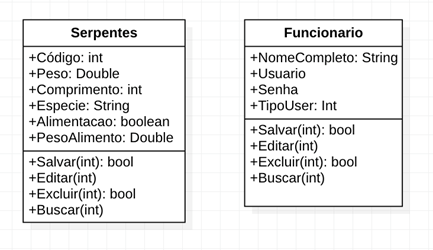 Serpentes
+Código: int
+Peso: Double
+Comprimento: int
+Especie: String
+Alimentacao: boolean
+PesoAlimento: Double
+Salvar(int): bool
+Editar(int)
+Excluir(int): bool
+Buscar(int)
Funcionario
+NomeCompleto: String
+Usuario
+Senha
+TipoUser: Int
+Salvar(int): bool
+Editar(int)
+Excluir(int): bool
+Buscar(int)